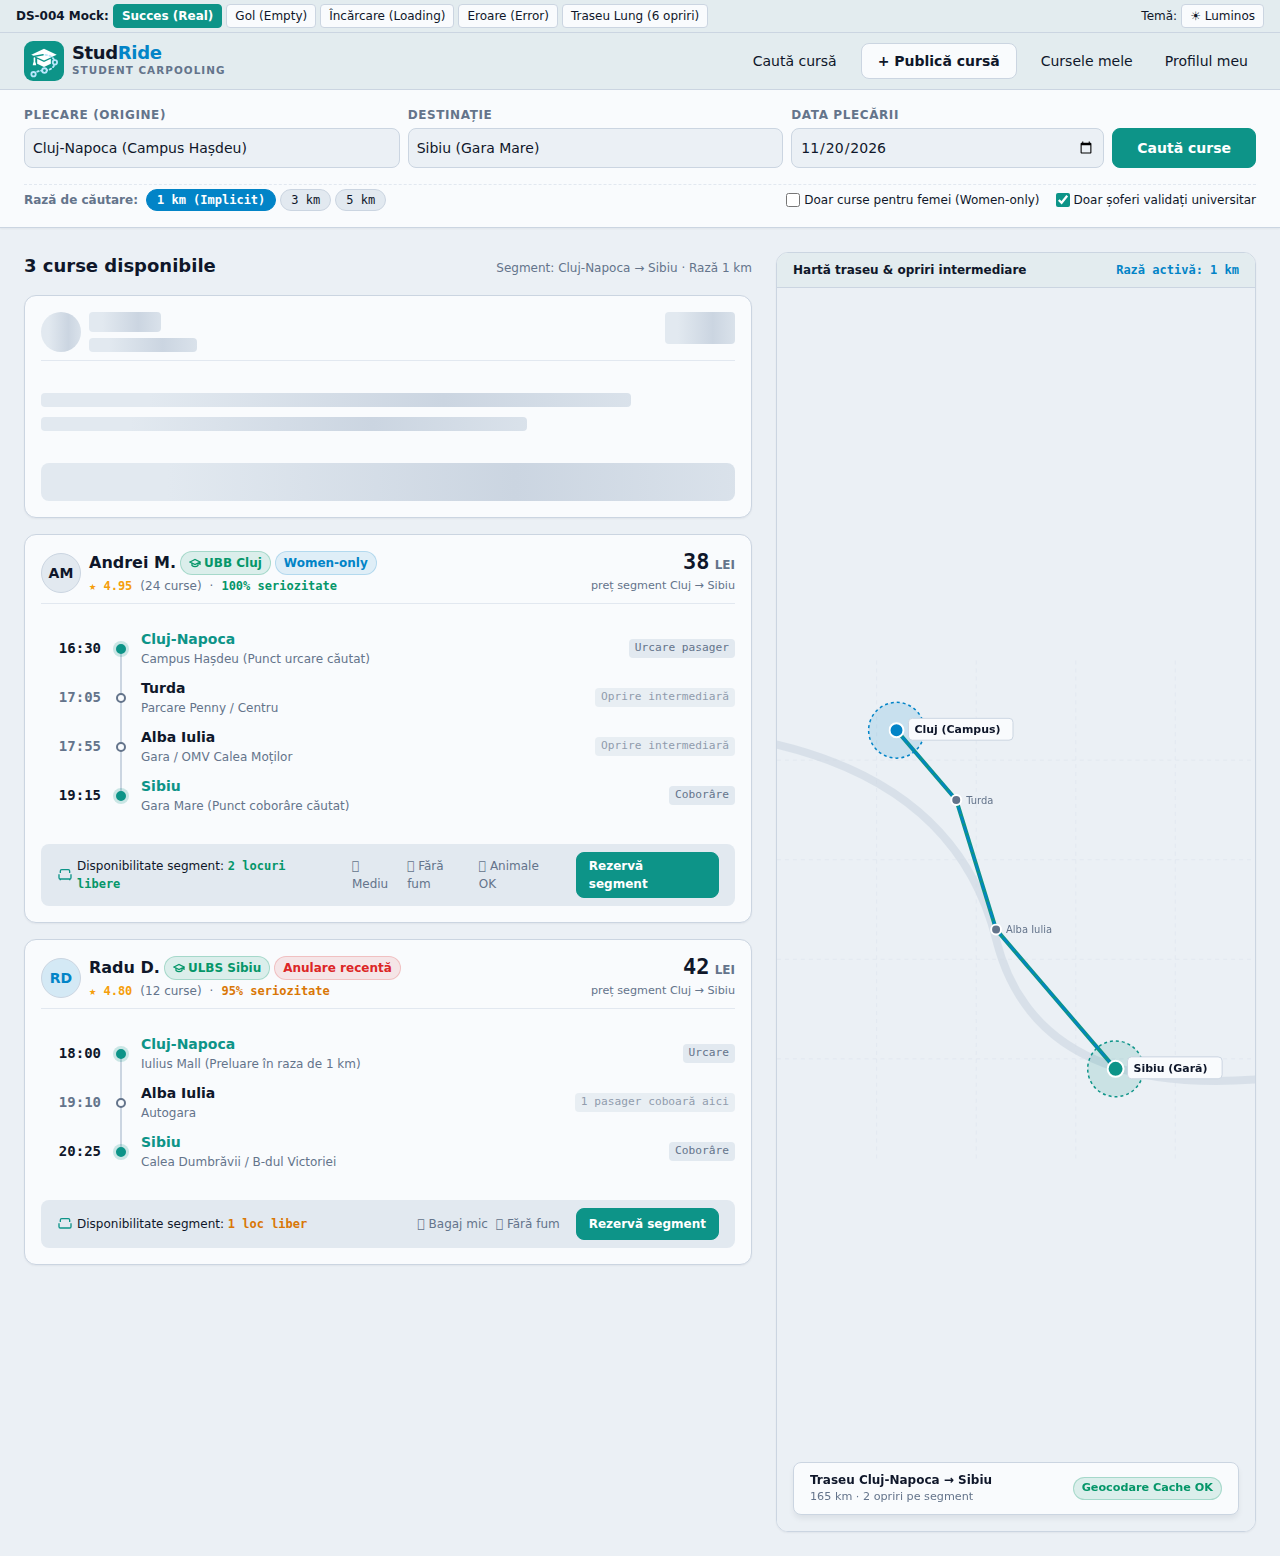 DS-004 Mock: Succes (Real) Gol (Empty) Încărcare (Loading) Eroare (Error) Traseu Lung (6 opriri) Temă: ☀ Luminos
StudRide
STUDENT CARPOOLING
Caută cursă + Publică cursă Cursele mele Profilul meu
PLECARE (ORIGINE) DESTINAȚIE DATA PLECĂRII
Cluj-Napoca (Campus Hașdeu) Sibiu (Gara Mare) 11/20/2026 Caută curse
Rază de căutare: 1 km (Implicit) 3 km 5 km Doar curse pentru femei (Women-only) Doar șoferi validați universitar
3 curse disponibile Segment: Cluj-Napoca → Sibiu · Rază 1 km
AM Andrei M. UBB Cluj Women-only 38 LEI
★ 4.95 (24 curse) · 100% seriozitate preț segment Cluj → Sibiu
16:30 Cluj-Napoca Urcare pasager
Campus Hașdeu (Punct urcare căutat)
17:05 Turda Oprire intermediară
Parcare Penny / Centru
17:55 Alba Iulia Oprire intermediară
Gara / OMV Calea Moților
19:15 Sibiu Coborâre
Gara Mare (Punct coborâre căutat)
Disponibilitate segment: 2 locuri libere
Mediu
Fără fum
Animale OK
Rezervă segment
RD Radu D. ULBS Sibiu Anulare recentă 42 LEI
★ 4.80 (12 curse) · 95% seriozitate preț segment Cluj → Sibiu
18:00 Cluj-Napoca Urcare
Iulius Mall (Preluare în raza de 1 km)
19:10 Alba Iulia 1 pasager coboară aici
Autogara
20:25 Sibiu Coborâre
Calea Dumbrăvii / B-dul Victoriei
Disponibilitate segment: 1 loc liber Bagaj mic Fără fum Rezervă segment
Hartă traseu & opriri intermediare Rază activă: 1 km
Cluj (Campus)
Turda
Alba Iulia
Sibiu (Gară)
Traseu Cluj-Napoca → Sibiu
165 km · 2 opriri pe segment
Geocodare Cache OK